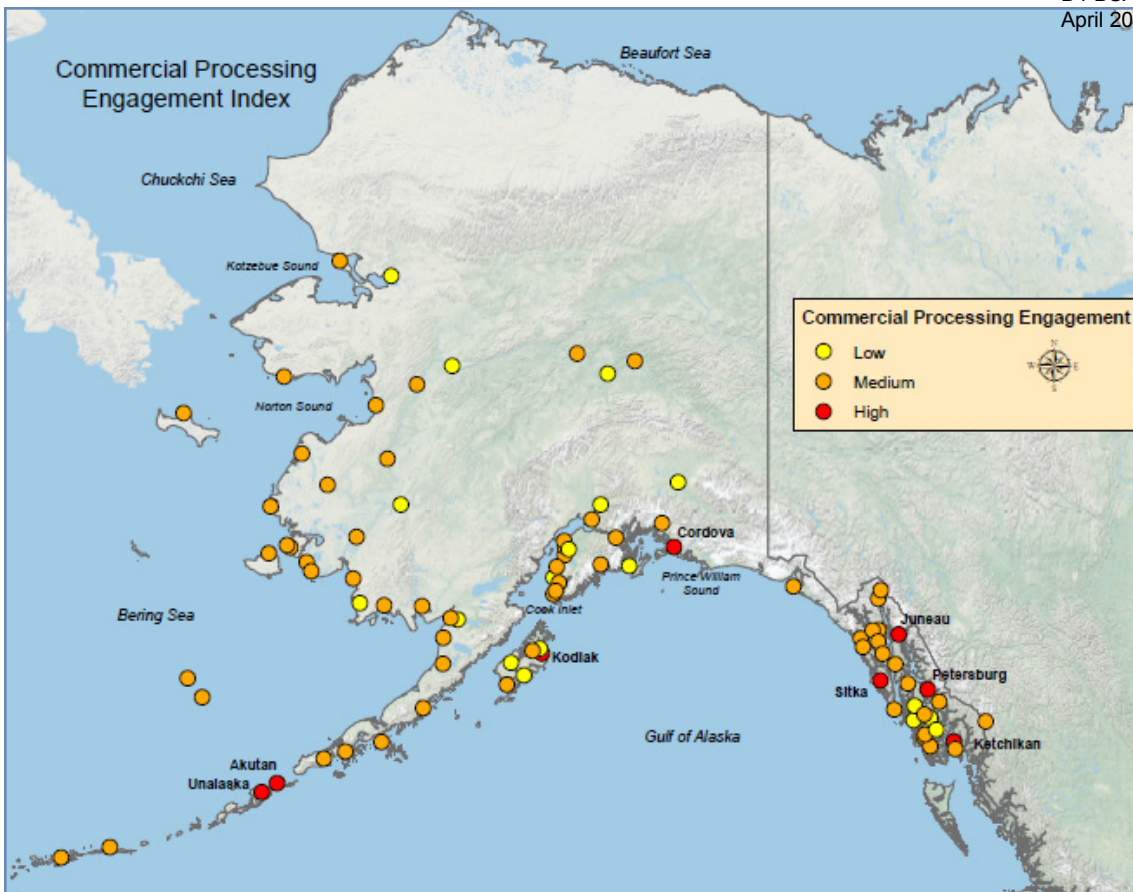 April 20
Beaufort Sea
Commercial Processing
Engagement Index
Chuckchi Sea
Kotzebue Sound
Commercial Processing Engagement
N
W
E
S
Low
Medium
High
Norton Sound
Cordova
Prince William
Sound
Bering Sea
Cook Inlet
Juneau
Kodiak
Petersburg
Sitka
Gulf of Alaska
Ketchikan
Akutan
Unalaska